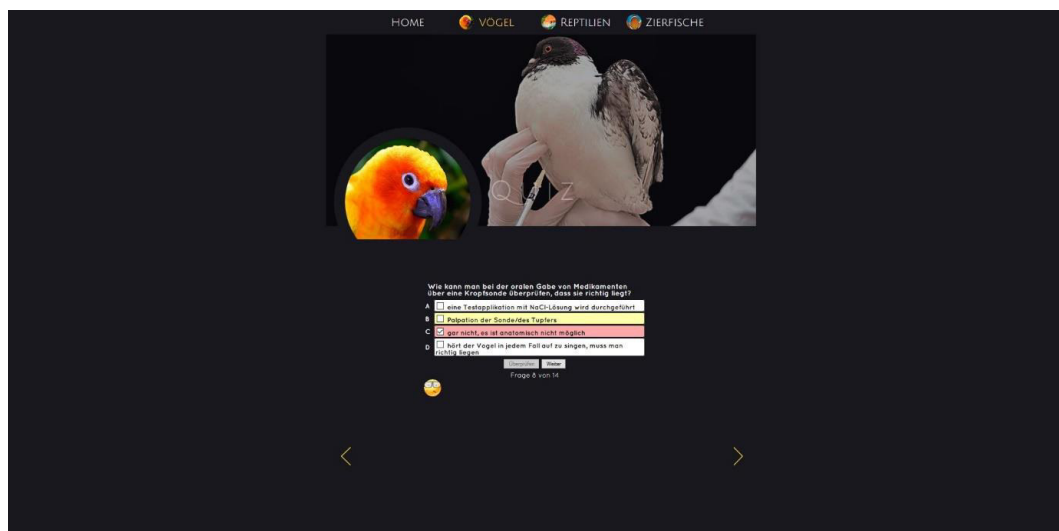 HOME VÖGEL REPTILIEN ZIERFISCHE
QUIZ
Wie kann man bei der oralen Gabe von Medikamenten
über eine Kropfsonde überprüfen, dass sie richtig liegt?
A eine Testapplikation mit NaCl-Lösung wird durchgeführt
B Palpation der Sonde/des Tupfers
C gar nicht, es ist anatomisch nicht möglich
D hört der Vogel in jedem Fall auf zu singen, muss man
richtig liegen
Überprüfen Weiter
Frage 8 von 14